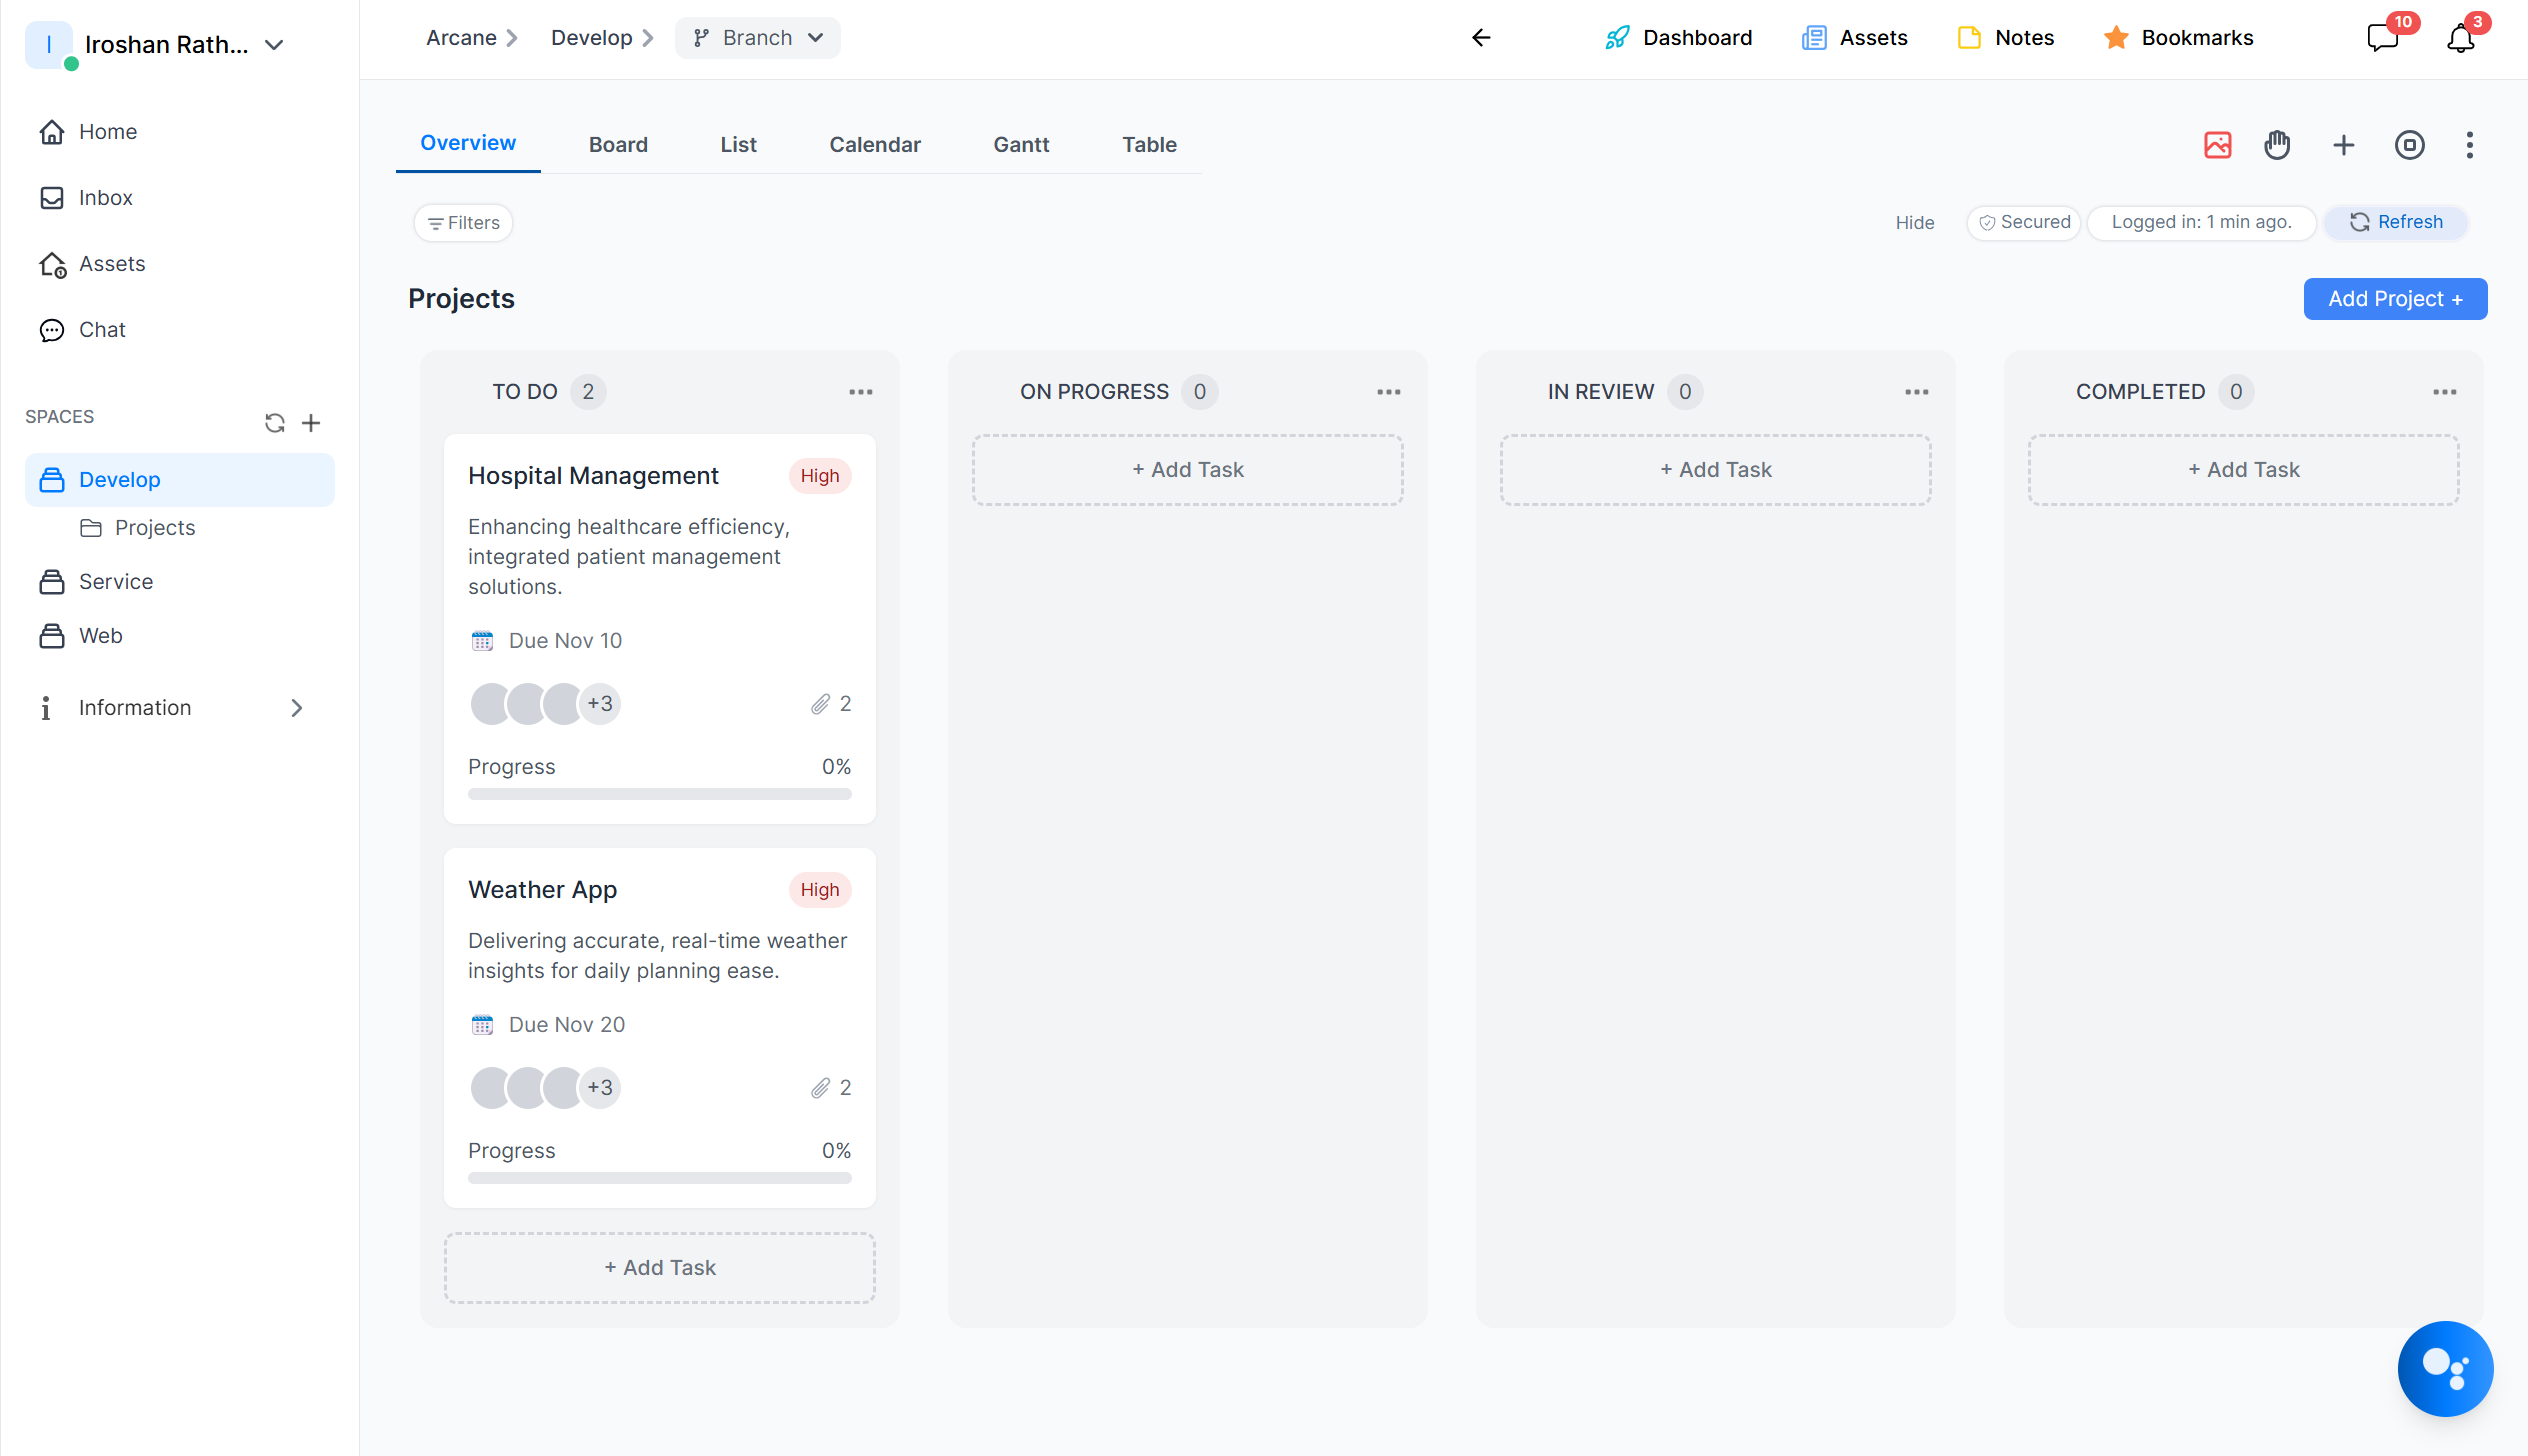 I
Iroshan Rath...
Home
Inbox
Assets
Chat
SPACES
Develop
Projects
Service
Web
Information
Arcane
Develop
Branch
Dashboard
Assets
Notes
Bookmarks
10
3
Overview
Board
List
Calendar
Gantt
Table
Filters
Hide
Secured
Logged in: 1 min ago.
Refresh
Projects
Add Project +
TO DO 2
Hospital Management
High
Enhancing healthcare efficiency,
integrated patient management
solutions.
Due Nov 10
+3
2
Progress
0%
Weather App
High
Delivering accurate, real-time weather
insights for daily planning ease.
Due Nov 20
+3
2
Progress
0%
+ Add Task
ON PROGRESS 0
+ Add Task
IN REVIEW 0
+ Add Task
COMPLETED 0
+ Add Task